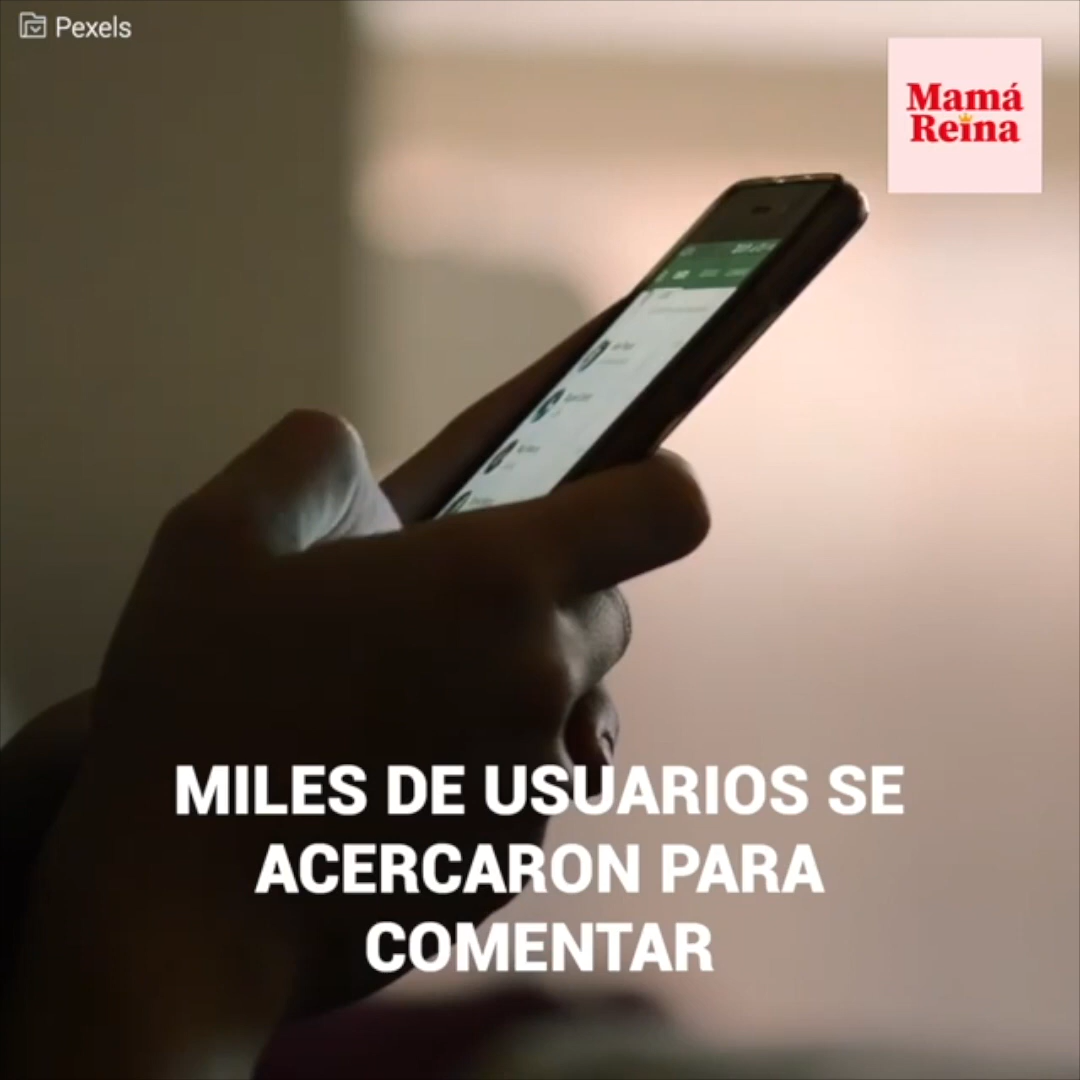 Pexels
Mamá
Reina
MILES DE USUARIOS SE
ACERCARON PARA
COMENTAR